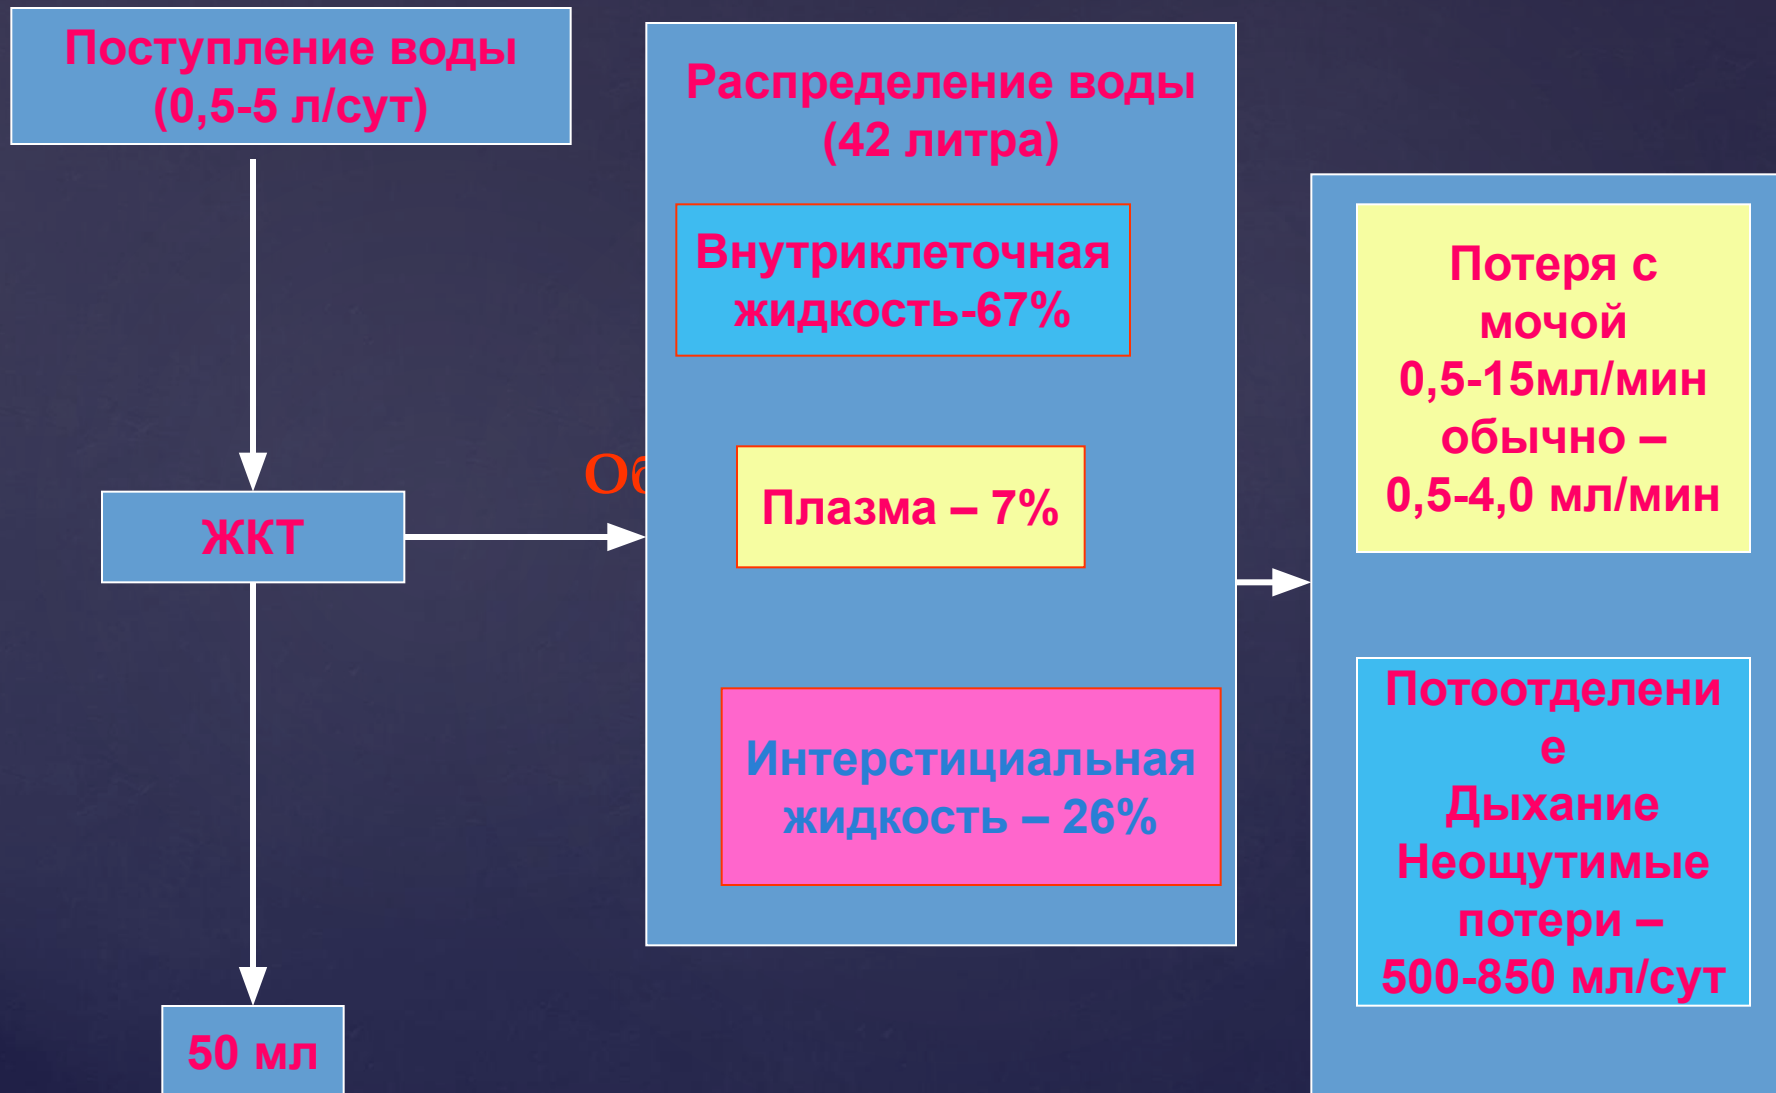 Поступление воды
(0,5-5 л/сут)
ЖКТ
50 мл
Распределение воды
(42 литра)
Внутриклеточная
жидкость-67%
Плазма – 7%
Интерстициальная
жидкость – 26%
Потеря с
мочой
0,5-15мл/мин
обычно –
0,5-4,0 мл/мин
Потоотделени
е
Дыхание
Неощутимые
потери –
500-850 мл/сут